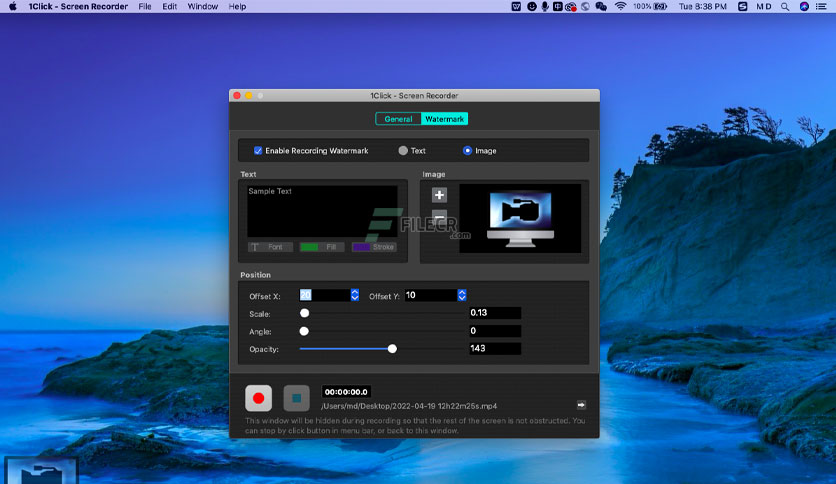 1Click - Screen Recorder File Edit Window Help 100% Tue 8:38 PM M D
1Click - Screen Recorder
General Watermark
Enable Recording Watermark Text Image
Text Image
Sample Text
FILECR
.com
T Font Fill Stroke
Position
Offset X: 20 Offset Y: 10
Scale: 0.13
Angle: 0
Opacity: 143
00:00:00.0
/Users/md/Desktop/2022-04-19 12h22m25s.mp4
This window will be hidden during recording so that the rest of the screen is not obstructed. You
can stop by click button in menu bar, or back to this window.